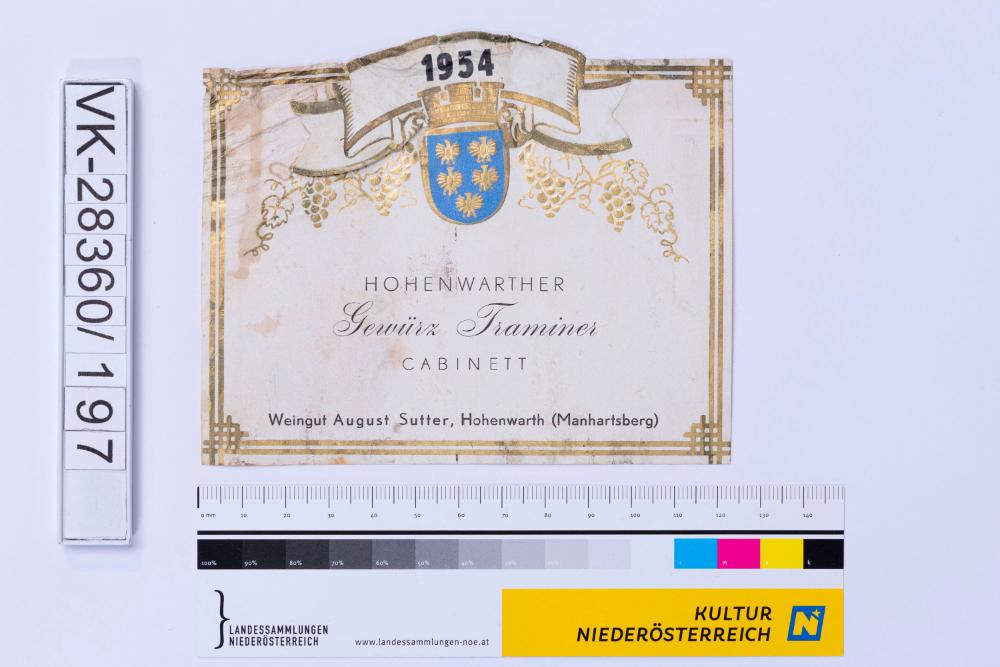 VK-28360/197
1954
HOHENWARTHER
Gewürz Traminer
CABINETT
Weingut August Sutter, Hohenwarth (Manhartsberg)
0 mm 10 20 30 40 50 60 70 80 90 100 110 120 130 140
100% 90% 80% 70% 60% 50% 40% 30% 20% c m y k
LANDESSAMMLUNGEN
NIEDERÖSTERREICH
www.landessammlungen-noe.at
KULTUR
NIEDERÖSTERREICH
N